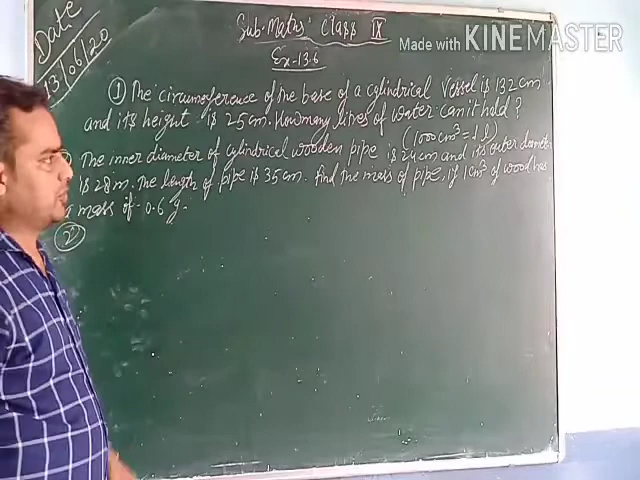 Date
13/06/20
Sub-Maths: Class IX
Ex-13.6
Made with KINEMASTER
① The circumference of the base of a cylindrical vessel is 132 cm
and its height is 25cm. How many litres of water can it hold?
(1000 cm³ = 1 l)
The inner diameter of cylindrical wooden pipe is 24 cm and its outer diameter
is 28 m. The length of pipe is 35 cm. Find the mass of pipe, if 1 cm³ of wood has
mass of 0.6 g.
②